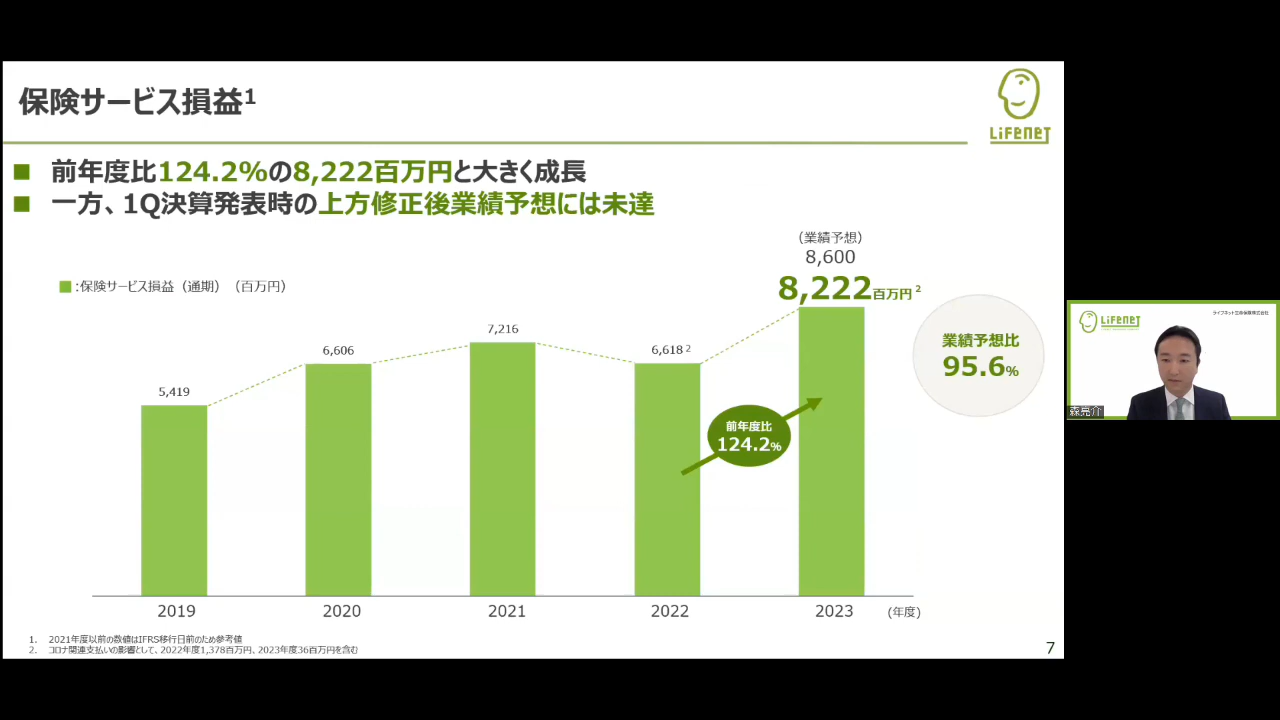 保険サービス損益1
LIFENET
■ 前年度比124.2%の8,222百万円と大きく成長
■ 一方、1Q決算発表時の上方修正後業績予想には未達
■:保険サービス損益（通期）（百万円）
（業績予想）
8,600
8,222百万円2
業績予想比
95.6%
5,419
6,606
7,216
6,618 2
前年度比
124.2%
2019
2020
2021
2022
2023
（年度）
1. 2021年度以前の数値はIFRS移行日前のため参考値
2. コロナ関連支払いの影響として、2022年度1,378百万円、2023年度36百万円を含む
7
LIFENET
ライフネット生命保険株式会社
森亮介